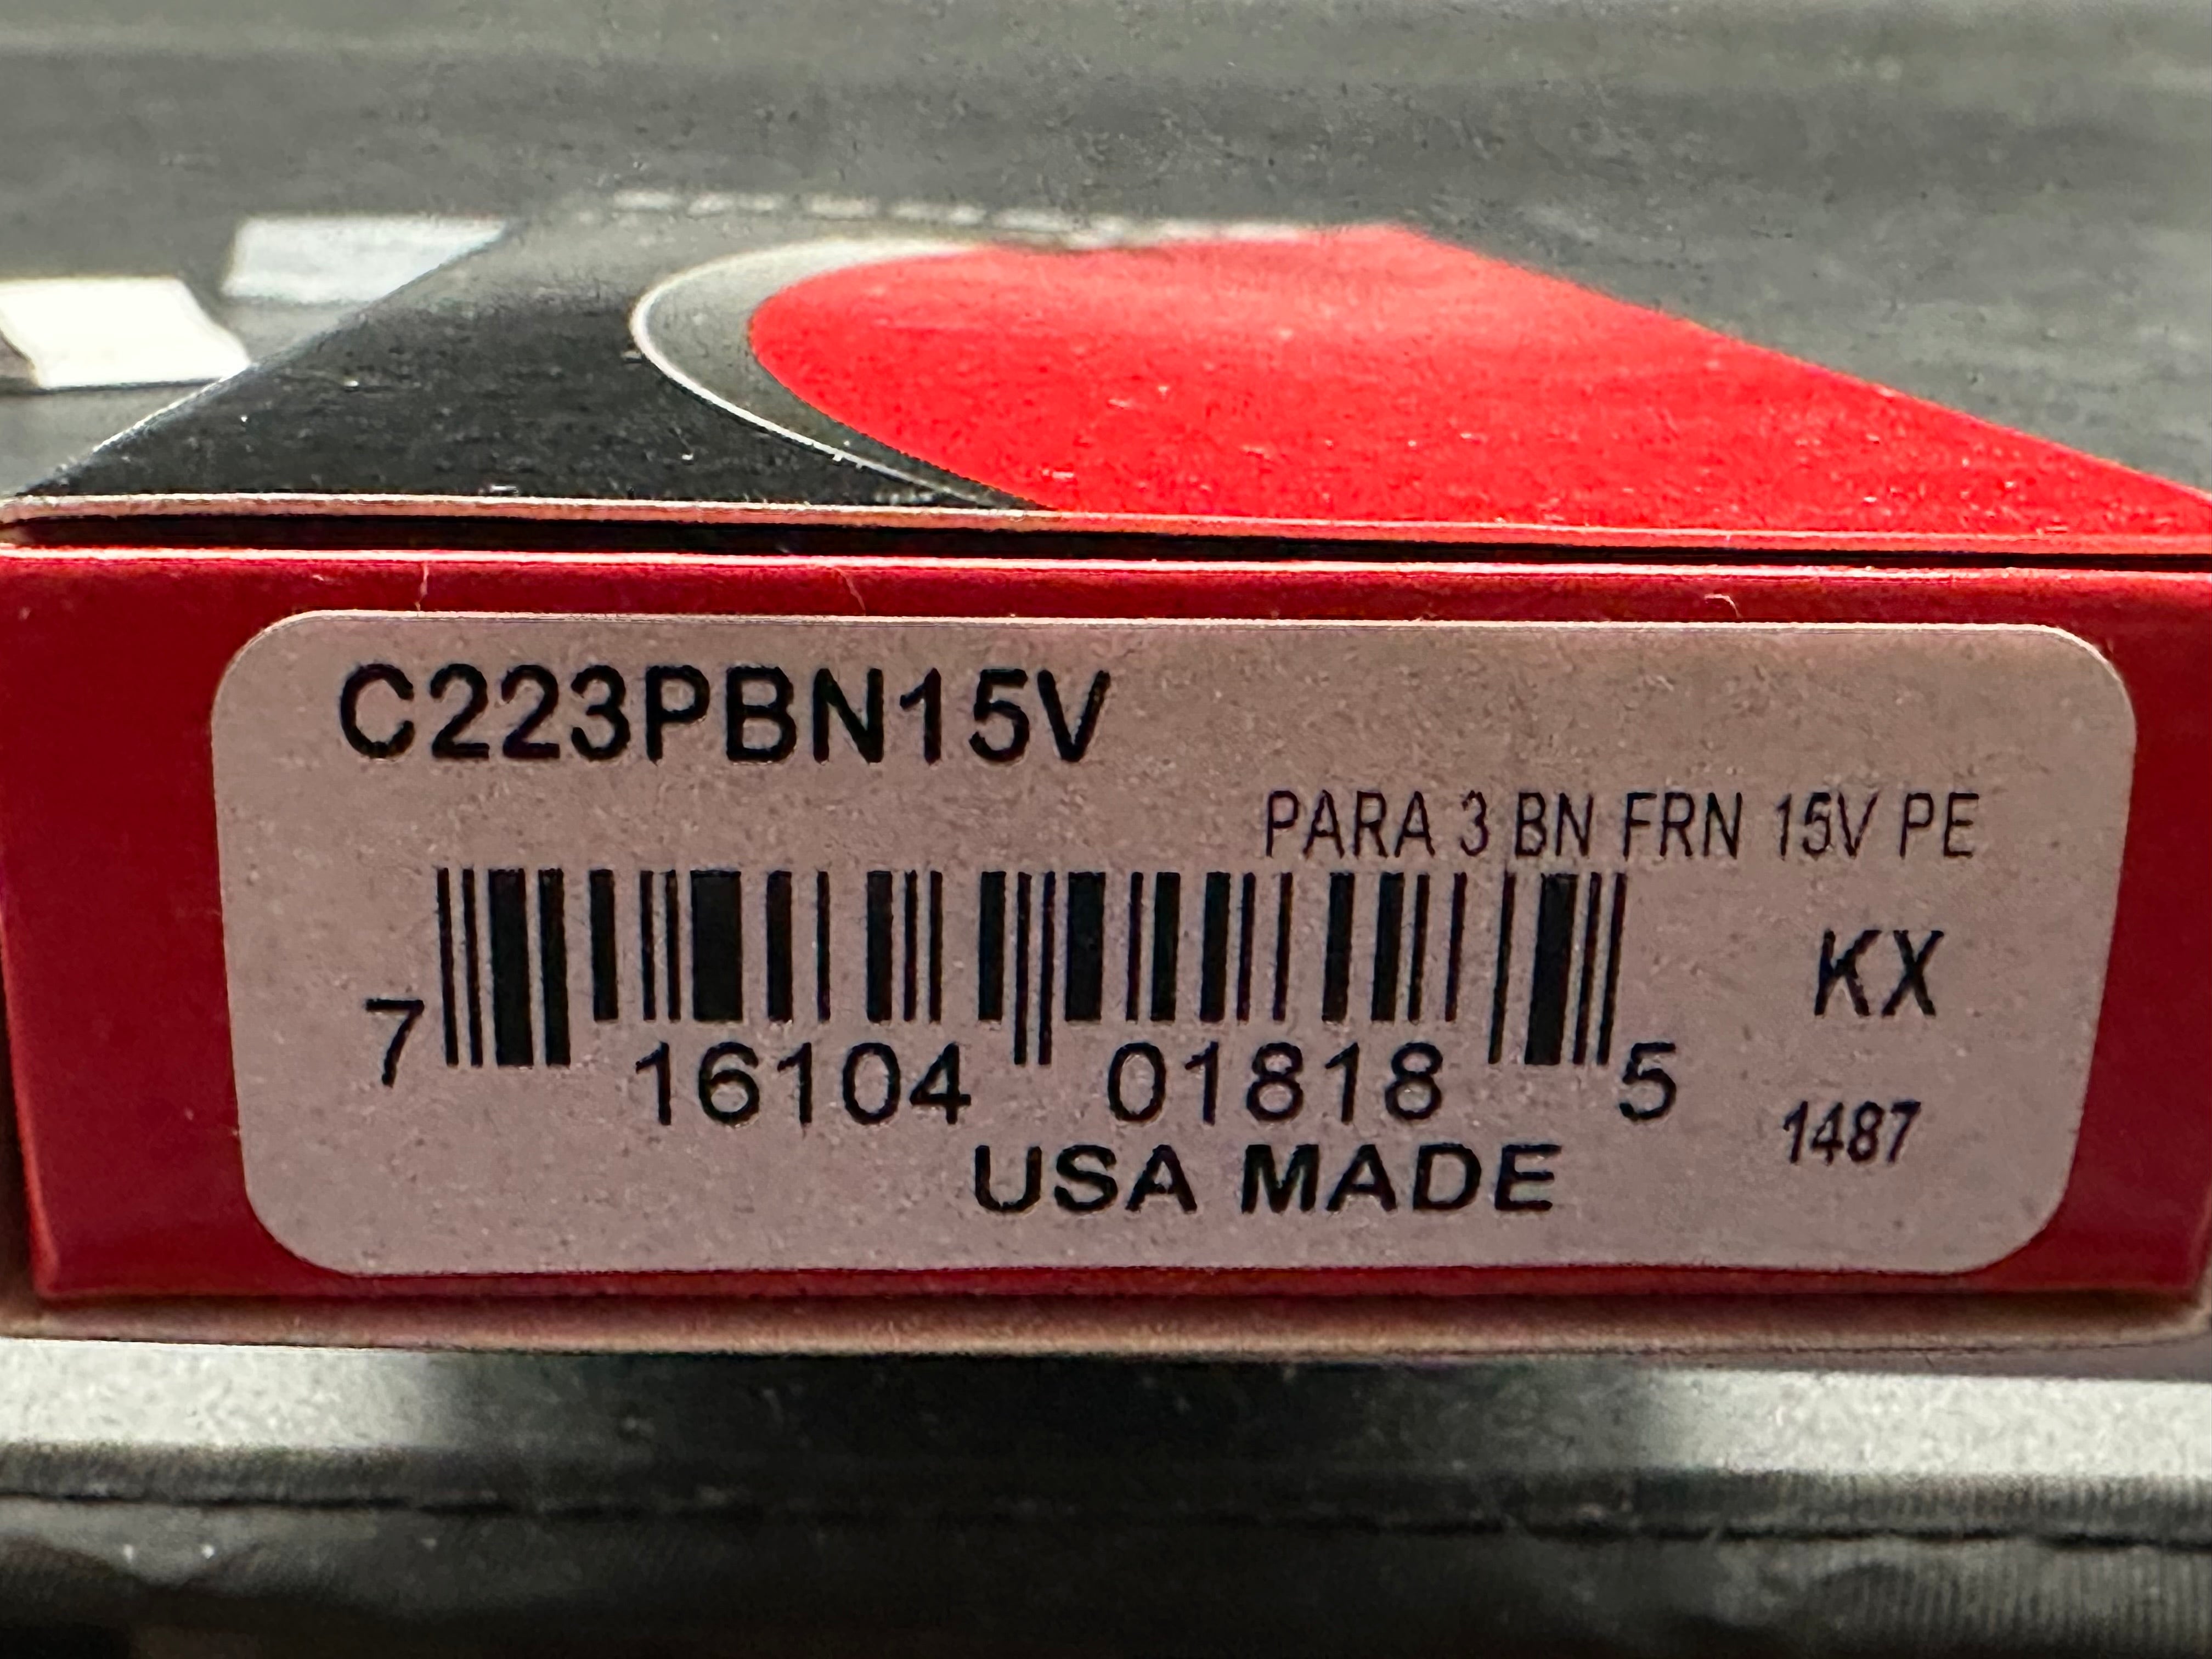 C223PBN15V
PARA 3 BN FRN 15V PE
KX
7 16104 01818 5
1487
USA MADE